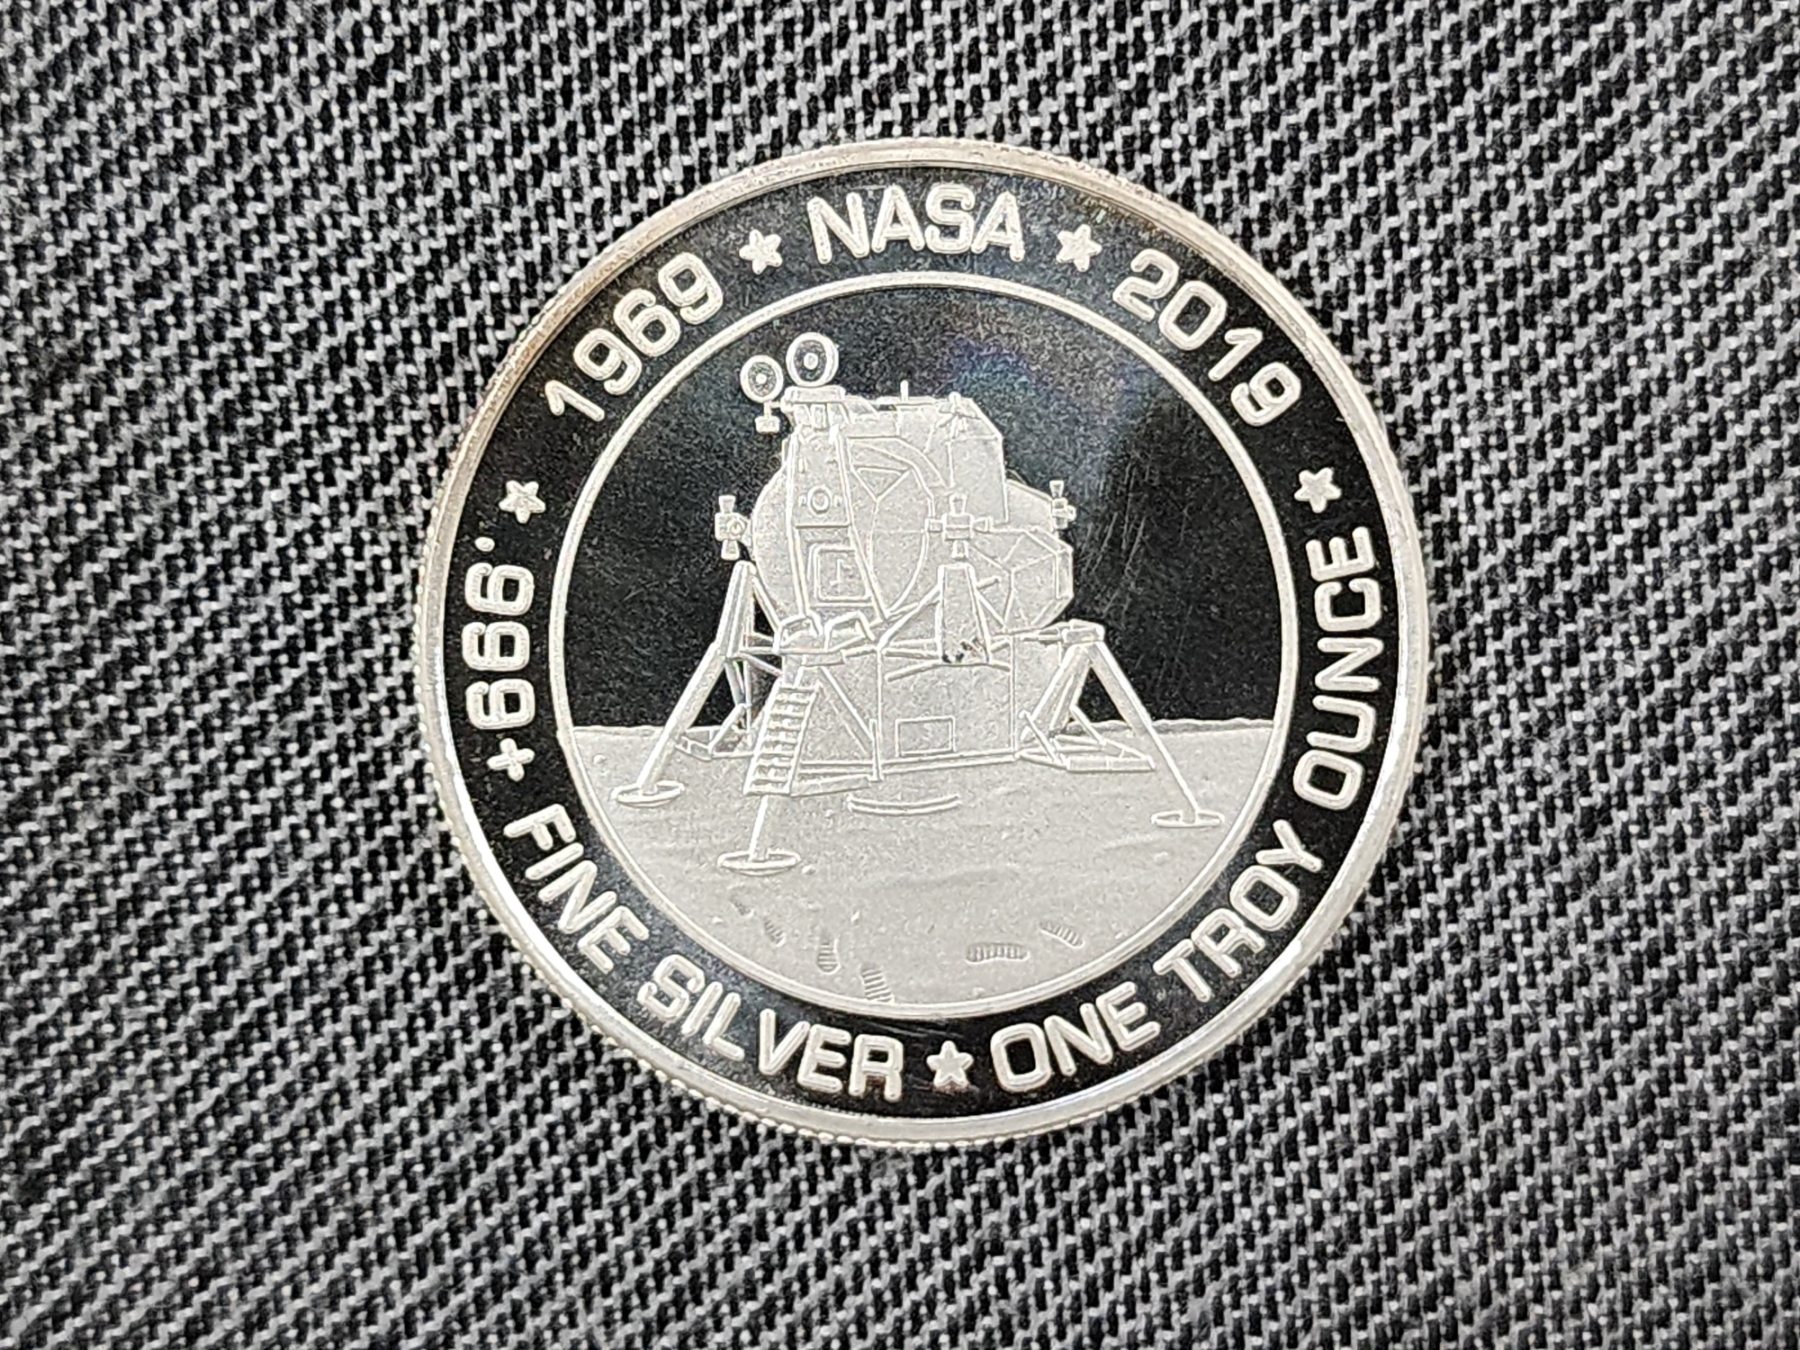 1969 ★ NASA ★ 2019 ★
.999+ FINE SILVER ★ ONE TROY OUNCE ★